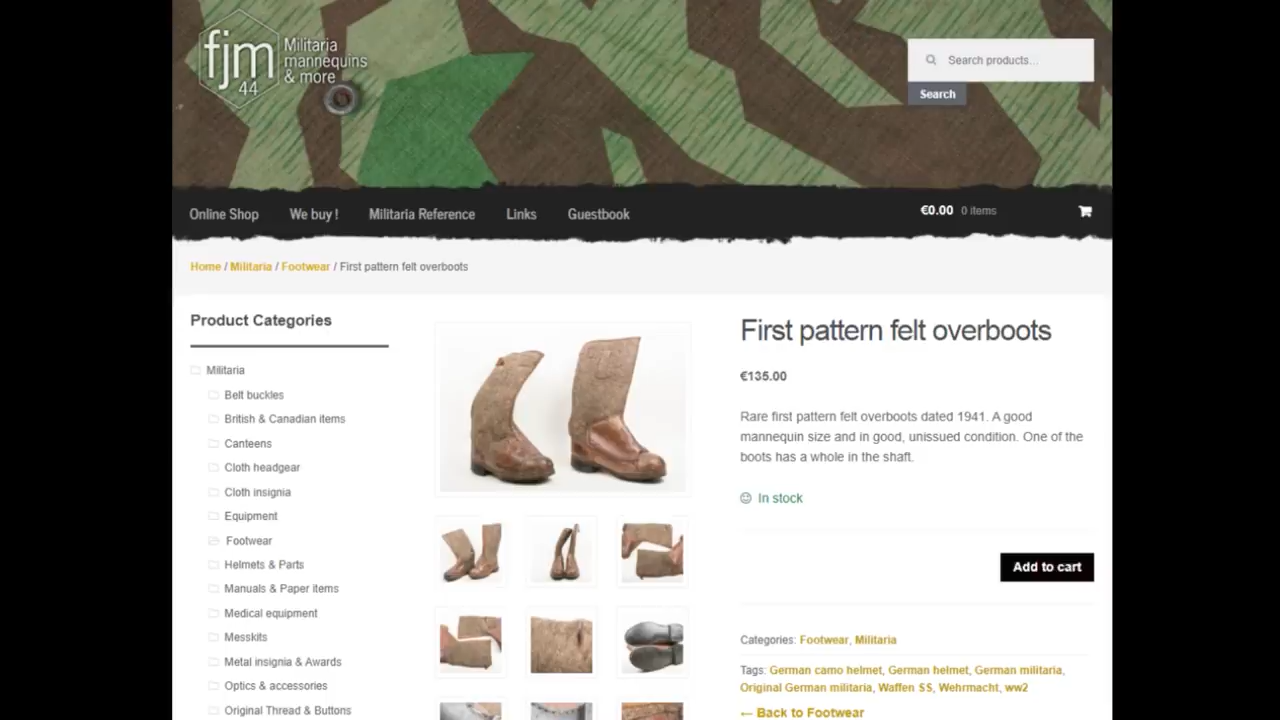 fjm
44
Militaria
mannequins
& more
Search products...
Search
Online Shop
We buy !
Militaria Reference
Links
Guestbook
€0.00 0 items
Home / Militaria / Footwear / First pattern felt overboots
Product Categories
Militaria
Belt buckles
British & Canadian items
Canteens
Cloth headgear
Cloth insignia
Equipment
Footwear
Helmets & Parts
Manuals & Paper items
Medical equipment
Messkits
Metal insignia & Awards
Optics & accessories
Original Thread & Buttons
First pattern felt overboots
€135.00
Rare first pattern felt overboots dated 1941. A good
mannequin size and in good, unissued condition. One of the
boots has a whole in the shaft.
In stock
Add to cart
Categories: Footwear, Militaria
Tags: German camo helmet, German helmet, German militaria,
Original German militaria, Waffen SS, Wehrmacht, ww2
← Back to Footwear